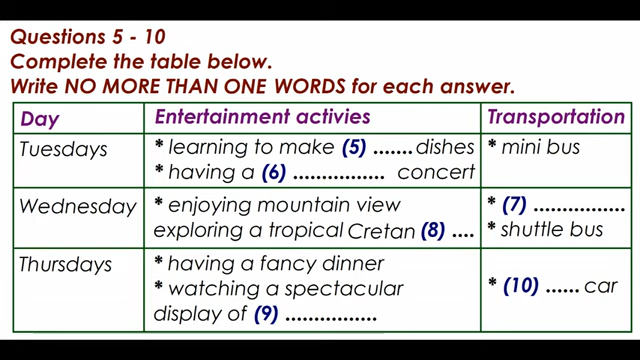 Questions 5 - 10
Complete the table below.
Write NO MORE THAN ONE WORDS for each answer.
Day Entertainment activies Transportation
Tuesdays * learning to make (5) ....... dishes * mini bus
* having a (6) ................ concert
Wednesday * enjoying mountain view * (7) ................
exploring a tropical Cretan (8) .... * shuttle bus
Thursdays * having a fancy dinner
* watching a spectacular * (10) ...... car
display of (9) ................